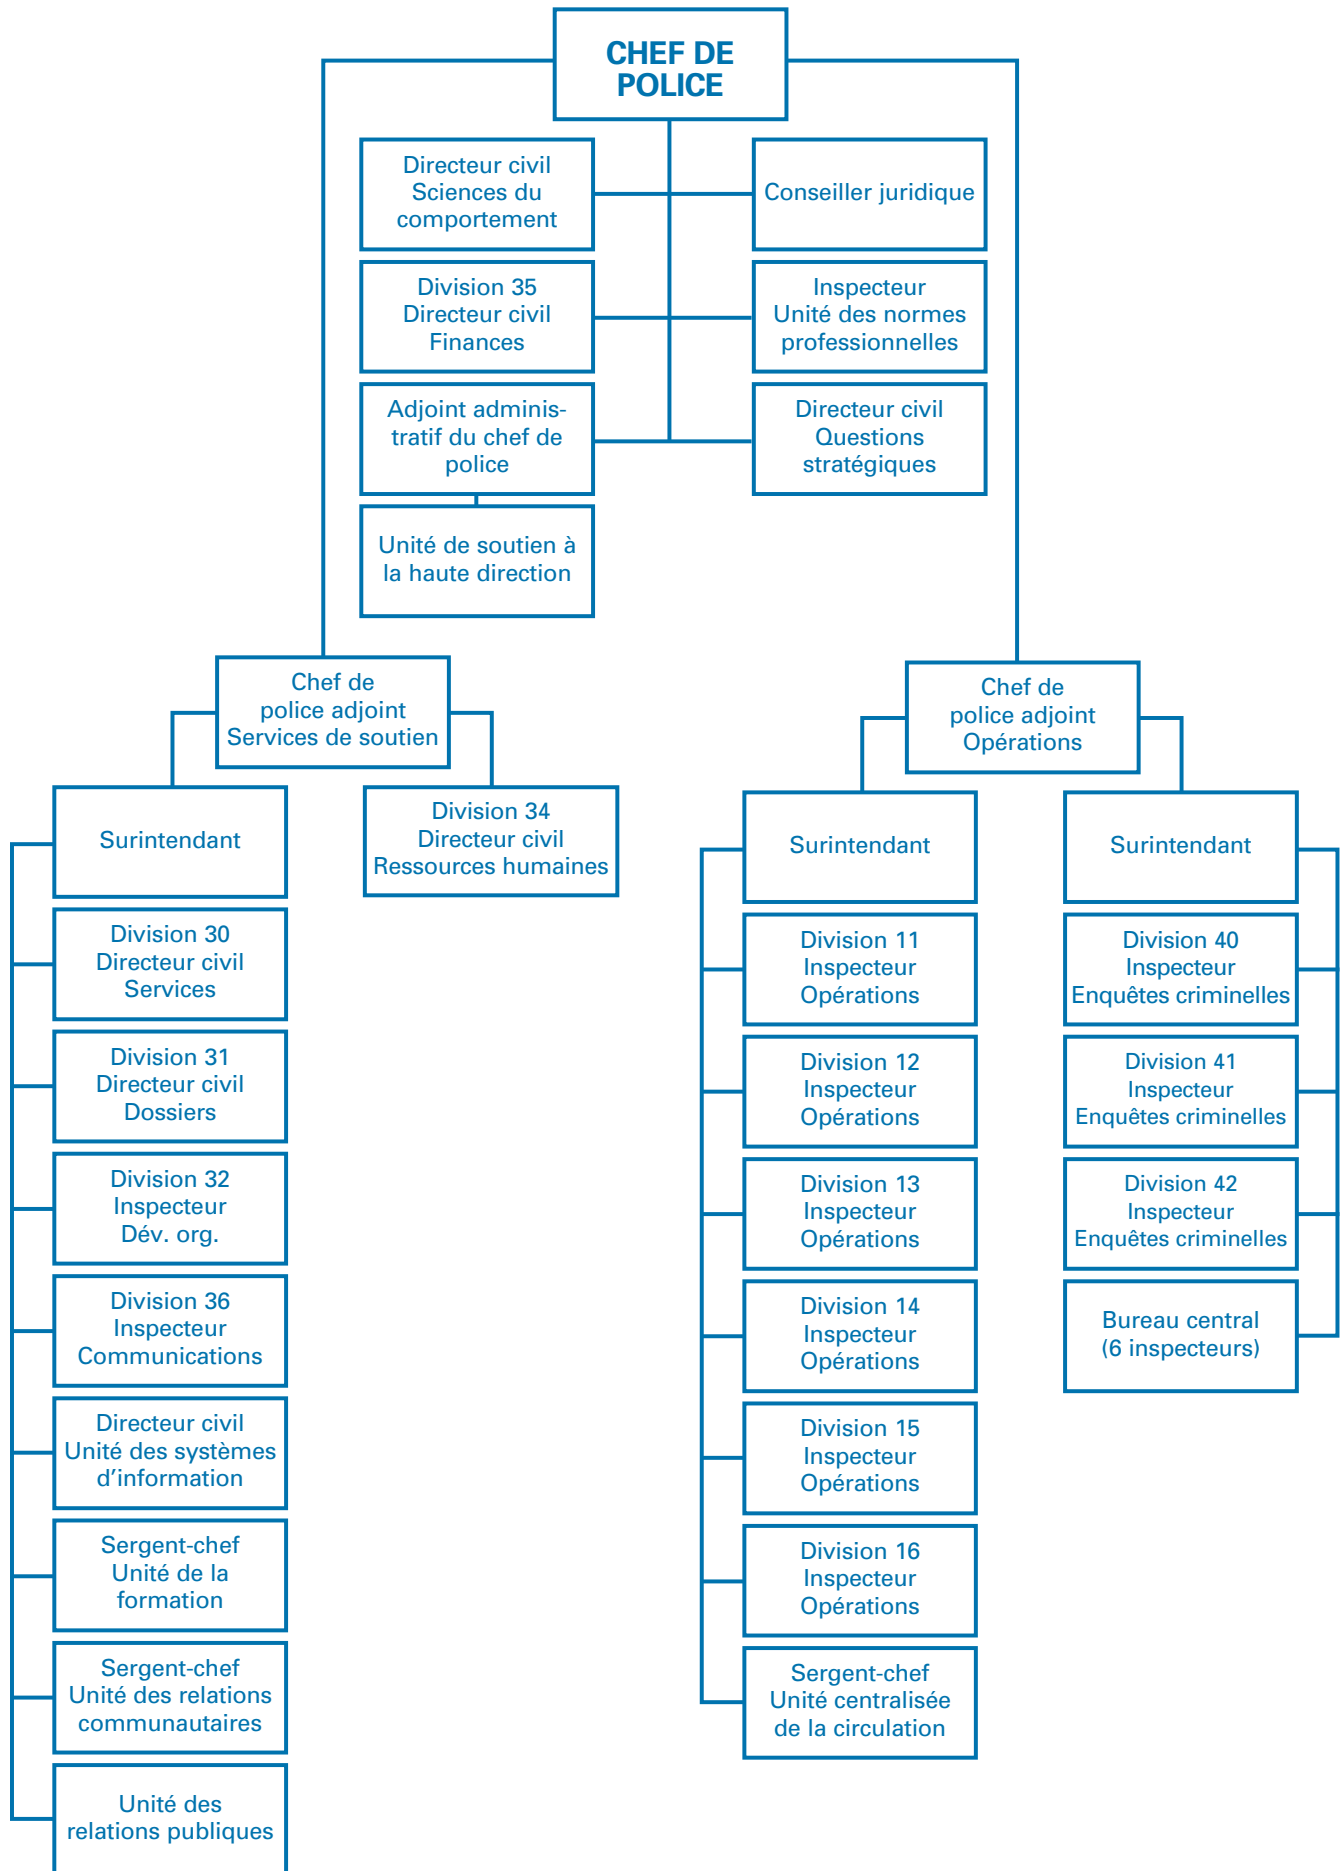 CHEF DE
POLICE
Directeur civil
Sciences du
comportement
Conseiller juridique
Division 35
Directeur civil
Finances
Inspecteur
Unité des normes
professionnelles
Adjoint adminis-
tratif du chef de
police
Directeur civil
Questions
stratégiques
Unité de soutien à
la haute direction
Chef de
police adjoint
Services de soutien
Surintendant
Division 34
Directeur civil
Ressources humaines
Division 30
Directeur civil
Services
Division 31
Directeur civil
Dossiers
Division 32
Inspecteur
Dév. org.
Division 36
Inspecteur
Communications
Directeur civil
Unité des systèmes
d’information
Sergent-chef
Unité de la
formation
Sergent-chef
Unité des relations
communautaires
Unité des
relations publiques
Chef de
police adjoint
Opérations
Surintendant
Division 11
Inspecteur
Opérations
Division 12
Inspecteur
Opérations
Division 13
Inspecteur
Opérations
Division 14
Inspecteur
Opérations
Division 15
Inspecteur
Opérations
Division 16
Inspecteur
Opérations
Sergent-chef
Unité centralisée
de la circulation
Surintendant
Division 40
Inspecteur
Enquêtes criminelles
Division 41
Inspecteur
Enquêtes criminelles
Division 42
Inspecteur
Enquêtes criminelles
Bureau central
(6 inspecteurs)